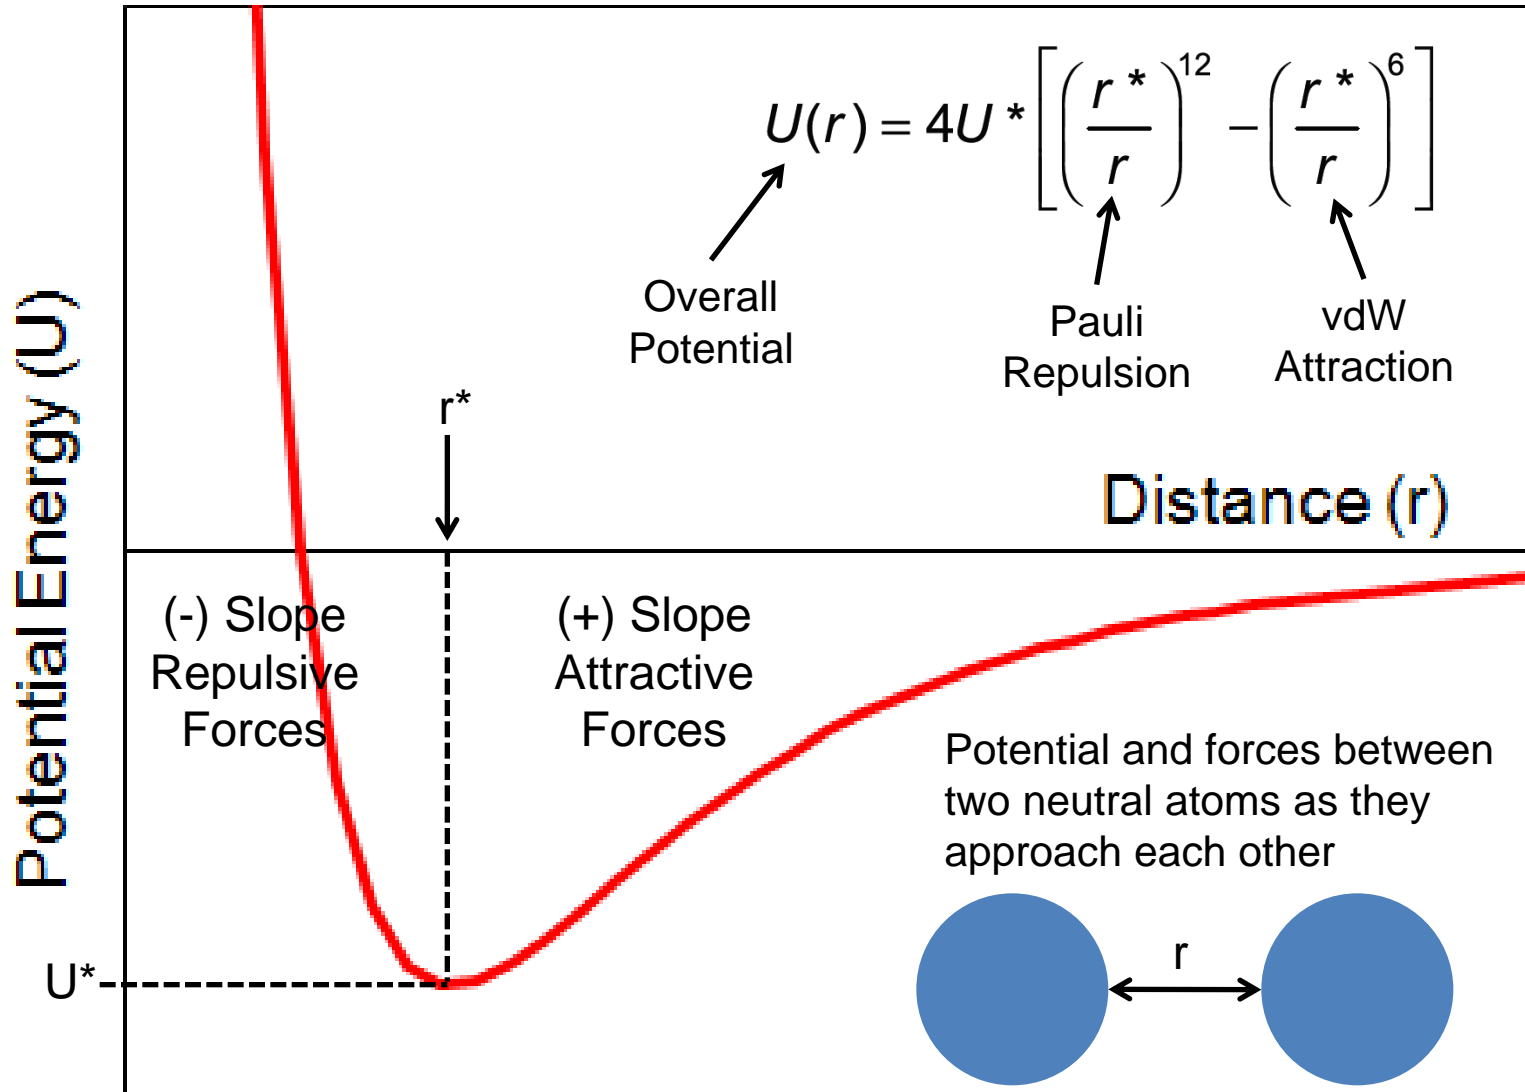 U(r) = 4U*[(r*/r)^12 − (r*/r)^6]
Overall
Potential
Pauli
Repulsion
vdW
Attraction
r*
Distance (r)
Potential Energy (U)
(-) Slope
Repulsive
Forces
(+) Slope
Attractive
Forces
Potential and forces between
two neutral atoms as they
approach each other
r
U*